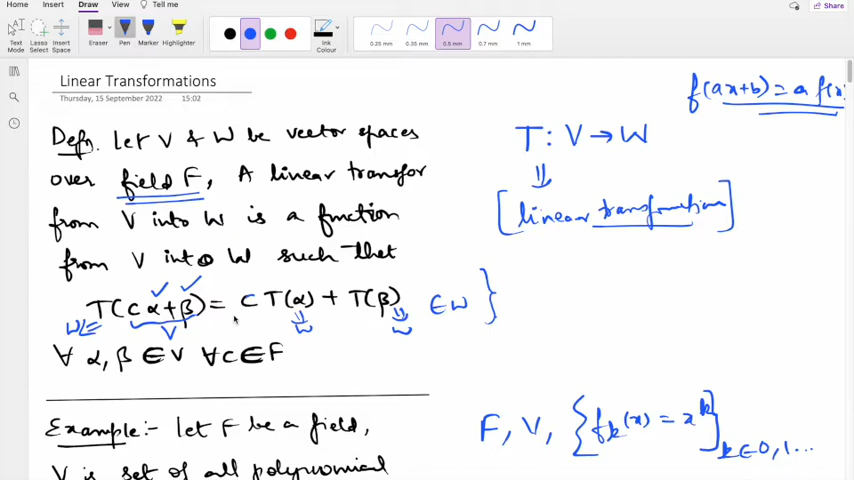 Home Insert Draw View Tell me
Share
Text Mode
Lasso Select
Insert Space
Eraser
Pen
Marker
Highlighter
Ink Colour
0.25 mm
0.35 mm
0.5 mm
0.7 mm
1 mm
Linear Transformations
Thursday, 15 September 2022 15:02
Defn. Let V & W be vector spaces
over field F, A linear transfor
from V into W is a function
from V into W such that
T(cα+β) = c T(α) + T(β) ∈ W }
W V W W
∀ α, β ∈ V ∀ c ∈ F
Example:- let F be a field,
V is set of all polynomial
f(ax+b) = a f(x
T: V → W
⇓
[linear transformation]
F, V, {f_k(x) = x^k}_{k∈0,1...